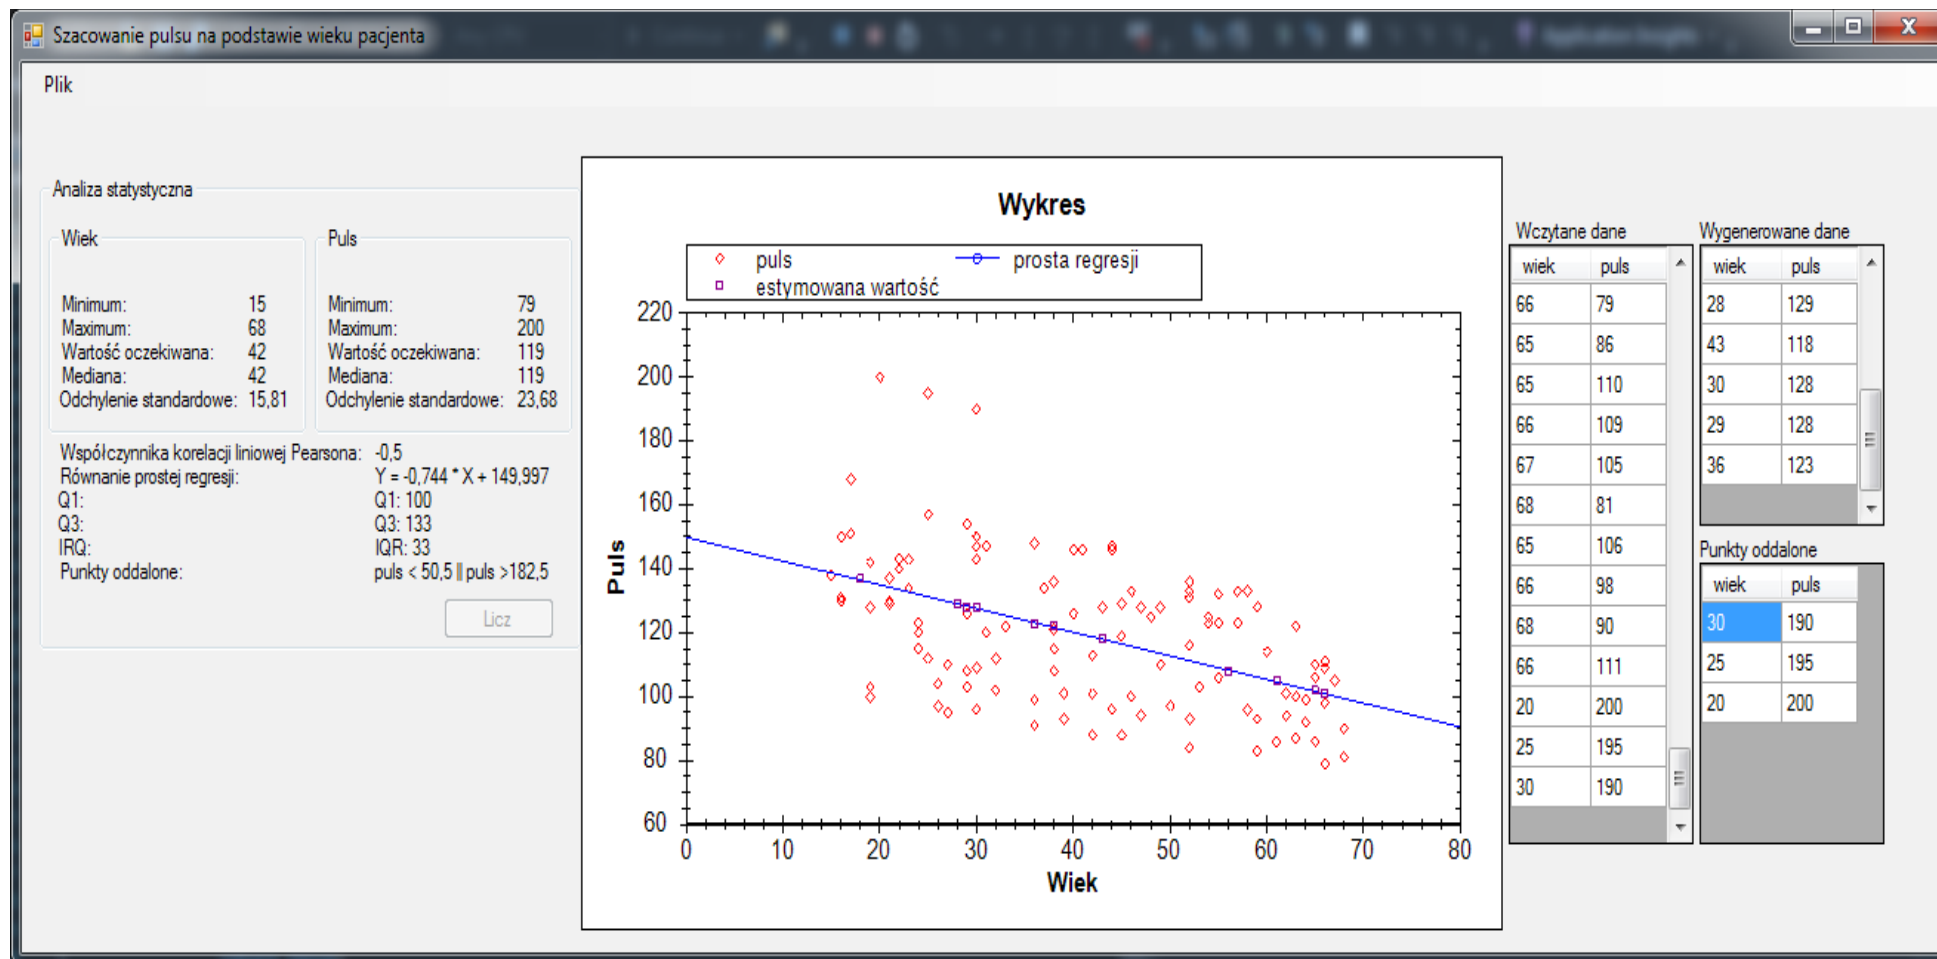 Szacowanie pulsu na podstawie wieku pacjenta
Plik
Analiza statystyczna
Wiek
Minimum: 15
Maximum: 68
Wartość oczekiwana: 42
Mediana: 42
Odchylenie standardowe: 15,81
Puls
Minimum: 79
Maximum: 200
Wartość oczekiwana: 119
Mediana: 119
Odchylenie standardowe: 23,68
Współczynnika korelacji liniowej Pearsona: -0,5
Równanie prostej regresji: Y = -0,744 * X + 149,997
Q1: Q1: 100
Q3: Q3: 133
IRQ: IQR: 33
Punkty oddalone: puls < 50,5 || puls >182,5
Licz
Wykres
puls prosta regresji
estymowana wartość
220
200
180
160
140
120
100
80
60
Puls
0 10 20 30 40 50 60 70 80
Wiek
Wczytane dane
wiek puls
66 79
65 86
65 110
66 109
67 105
68 81
65 106
66 98
68 90
66 111
20 200
25 195
30 190
Wygenerowane dane
wiek puls
28 129
43 118
30 128
29 128
36 123
Punkty oddalone
wiek puls
30 190
25 195
20 200